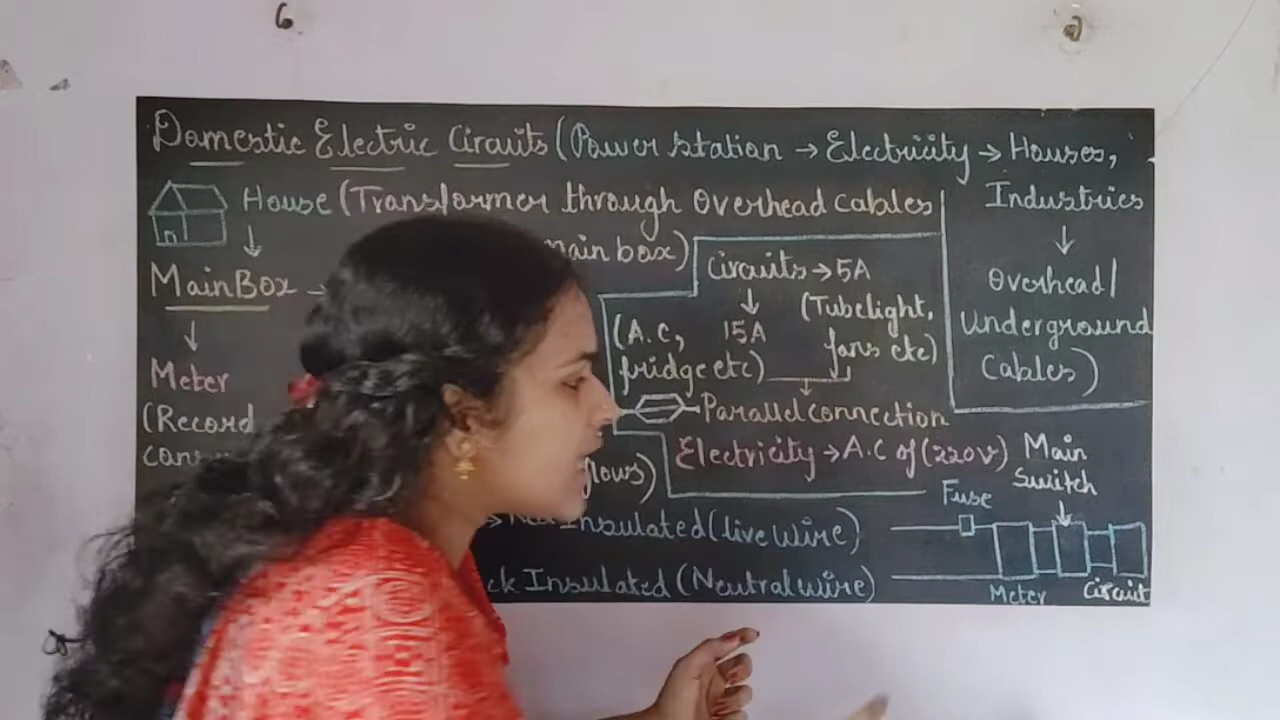 Domestic Electric Circuits (Power station → Electricity → Houses,
Industries
↓
Overhead/
Underground
Cables)
House (Transformer through Overhead cables
main box)
↓
Main Box →
↓
Meter
(Record
Circuits → 5A
↓
15A
(Tubelight,
fans etc)
(A.C,
fridge etc)
Parallel connection
Electricity → A.C of (220V)
flows)
Insulated (live wire)
ck Insulated (Neutral wire)
Fuse
Main
Switch
↓
Meter
Circuit